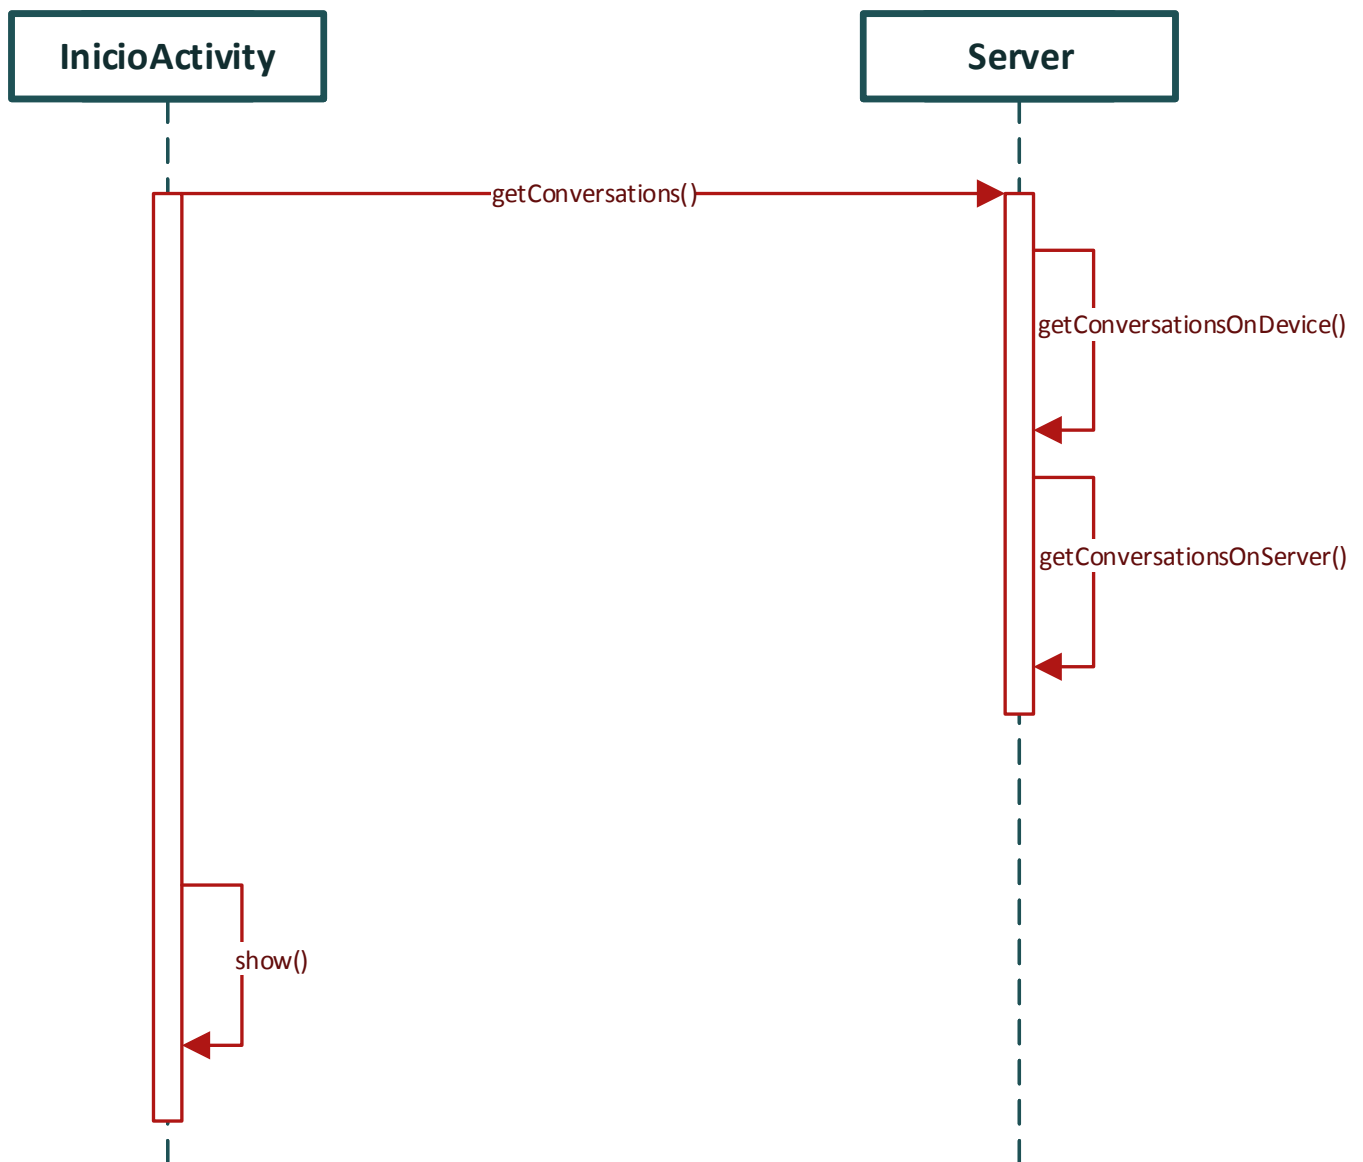 InicioActivity
Server
getConversations()
getConversationsOnDevice()
getConversationsOnServer()
show()